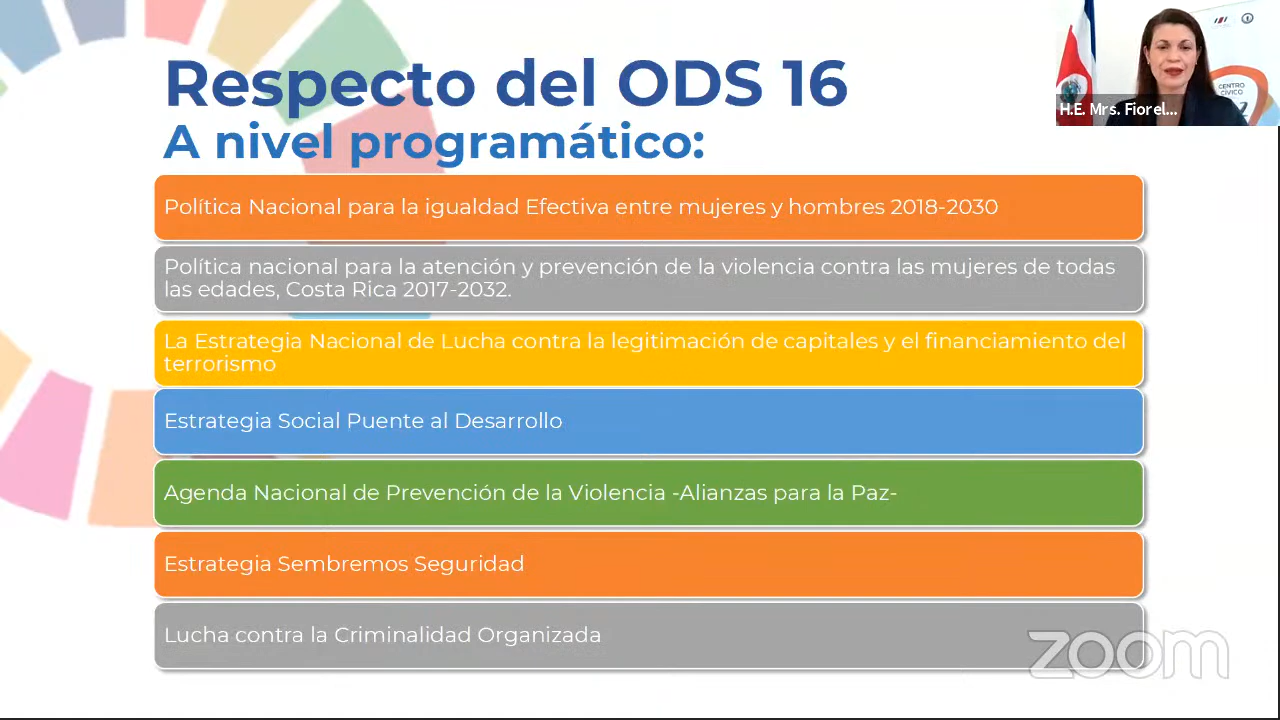 Respecto del ODS 16
A nivel programático:
H.E. Mrs. Fiorel...
CENTRO
CÍVICO
Política Nacional para la igualdad Efectiva entre mujeres y hombres 2018-2030
Política nacional para la atención y prevención de la violencia contra las mujeres de todas
las edades, Costa Rica 2017-2032.
La Estrategia Nacional de Lucha contra la legitimación de capitales y el financiamiento del
terrorismo
Estrategia Social Puente al Desarrollo
Agenda Nacional de Prevención de la Violencia -Alianzas para la Paz-
Estrategia Sembremos Seguridad
Lucha contra la Criminalidad Organizada
zoom